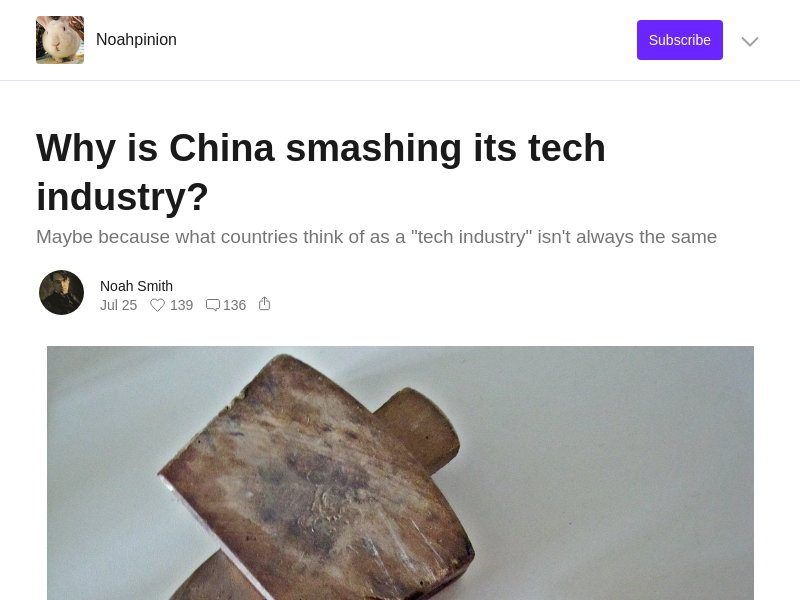 Noahpinion
Subscribe
Why is China smashing its tech
industry?
Maybe because what countries think of as a "tech industry" isn't always the same
Noah Smith
Jul 25 139 136